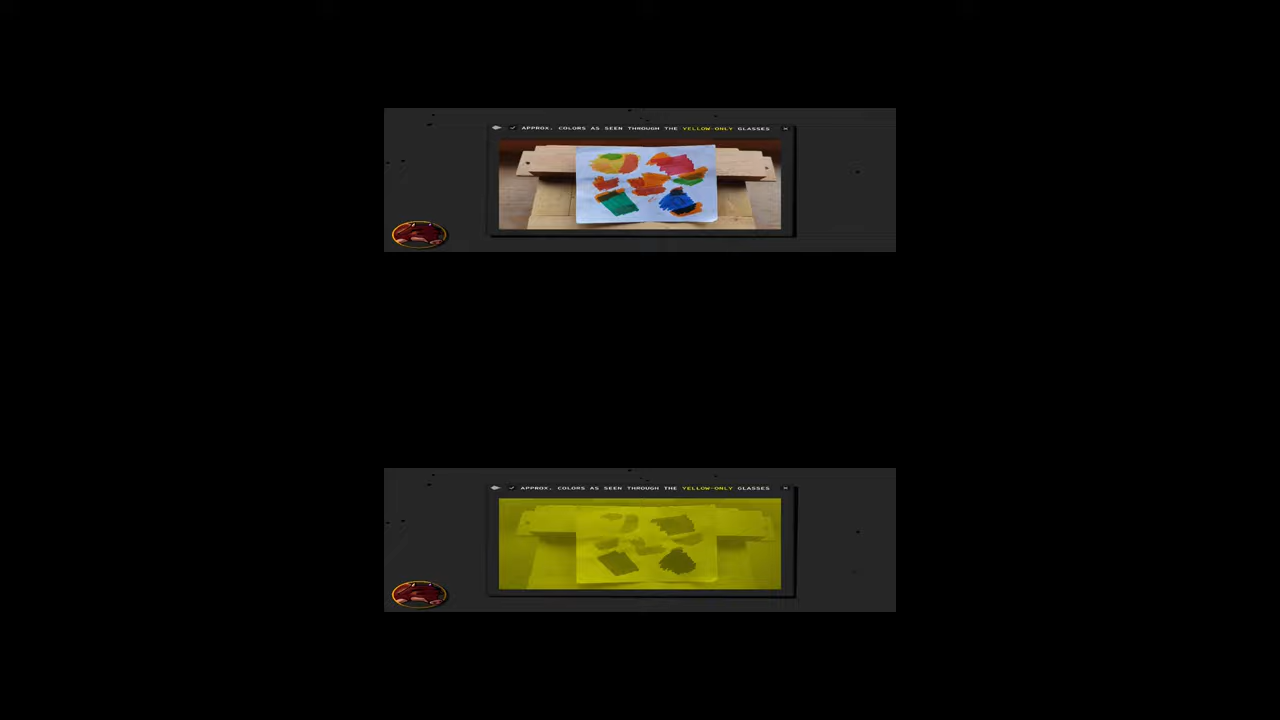 APPROX. COLORS AS SEEN THROUGH THE YELLOW-ONLY GLASSES
APPROX. COLORS AS SEEN THROUGH THE YELLOW-ONLY GLASSES